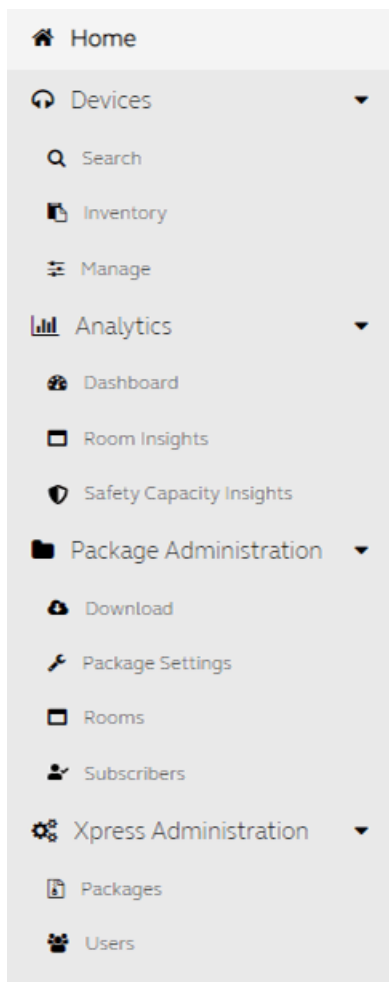 Home
Devices
Search
Inventory
Manage
Analytics
Dashboard
Room Insights
Safety Capacity Insights
Package Administration
Download
Package Settings
Rooms
Subscribers
Xpress Administration
Packages
Users